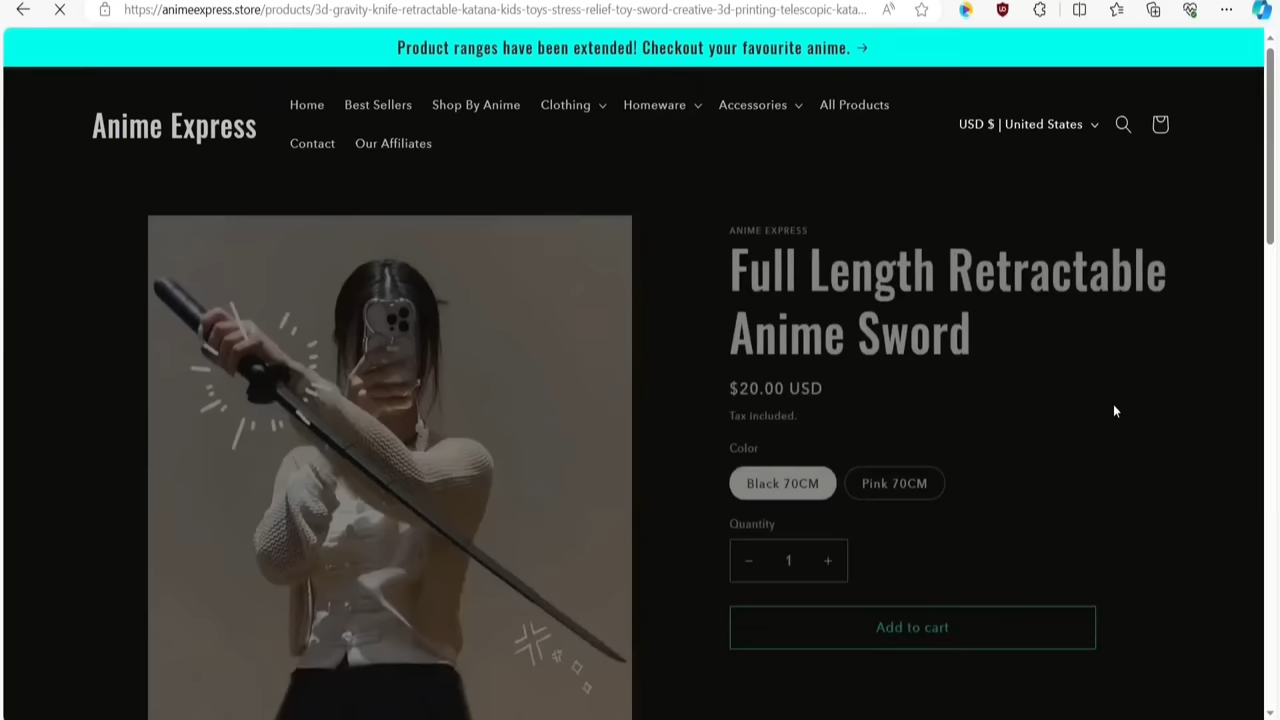 https://animeexpress.store/products/3d-gravity-knife-retractable-katana-kids-toys-stress-relief-toy-sword-creative-3d-printing-telescopic-kata...
Product ranges have been extended! Checkout your favourite anime. →
Anime Express
Home Best Sellers Shop By Anime Clothing Homeware Accessories All Products
Contact Our Affiliates
USD $ | United States
ANIME EXPRESS
Full Length Retractable
Anime Sword
$20.00 USD
Tax included.
Color
Black 70CM Pink 70CM
Quantity
− 1 +
Add to cart